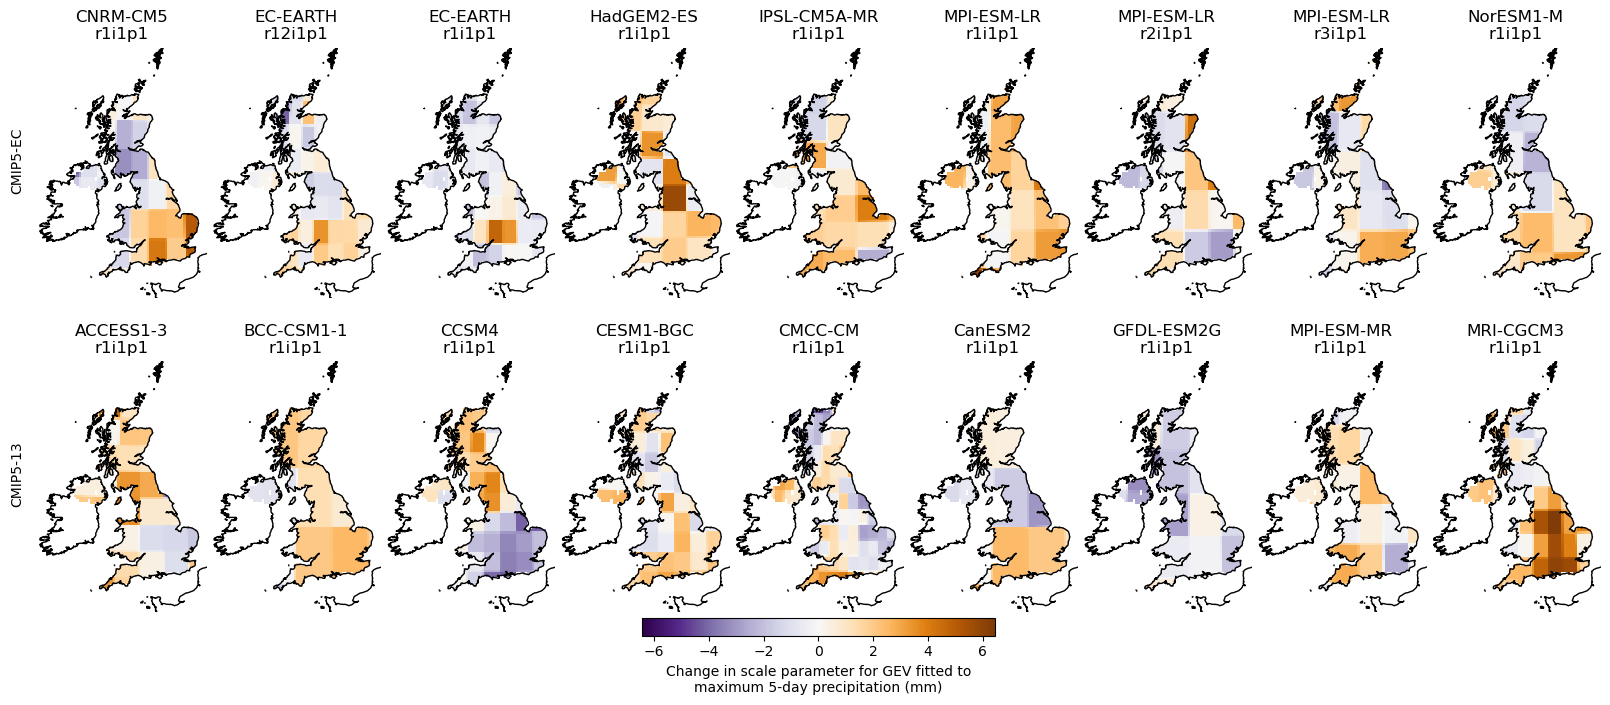 CNRM-CM5 EC-EARTH EC-EARTH HadGEM2-ES IPSL-CM5A-MR MPI-ESM-LR MPI-ESM-LR MPI-ESM-LR NorESM1-M
r1i1p1 r12i1p1 r1i1p1 r1i1p1 r1i1p1 r1i1p1 r2i1p1 r3i1p1 r1i1p1
CMIP5-EC
ACCESS1-3 BCC-CSM1-1 CCSM4 CESM1-BGC CMCC-CM CanESM2 GFDL-ESM2G MPI-ESM-MR MRI-CGCM3
r1i1p1 r1i1p1 r1i1p1 r1i1p1 r1i1p1 r1i1p1 r1i1p1 r1i1p1 r1i1p1
CMIP5-13
−6 −4 −2 0 2 4 6
Change in scale parameter for GEV fitted to
maximum 5-day precipitation (mm)